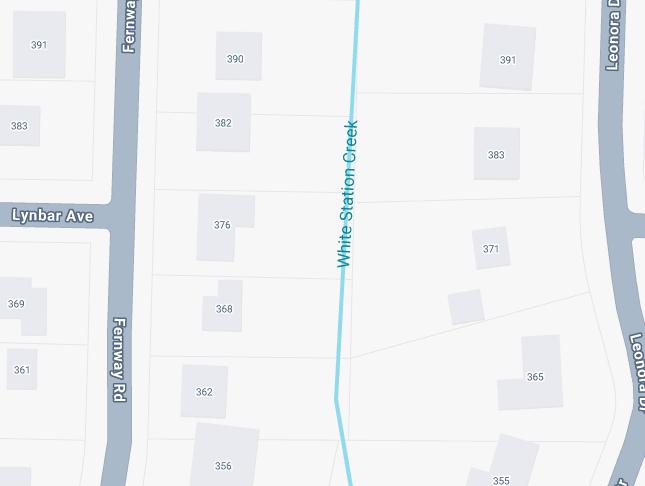 391
Fernwa
390
391
Leonora D
383
382
White Station Creek
383
Lynbar Ave
376
371
369
368
Fernway Rd
361
362
365
Leonora Dr
356
355
r